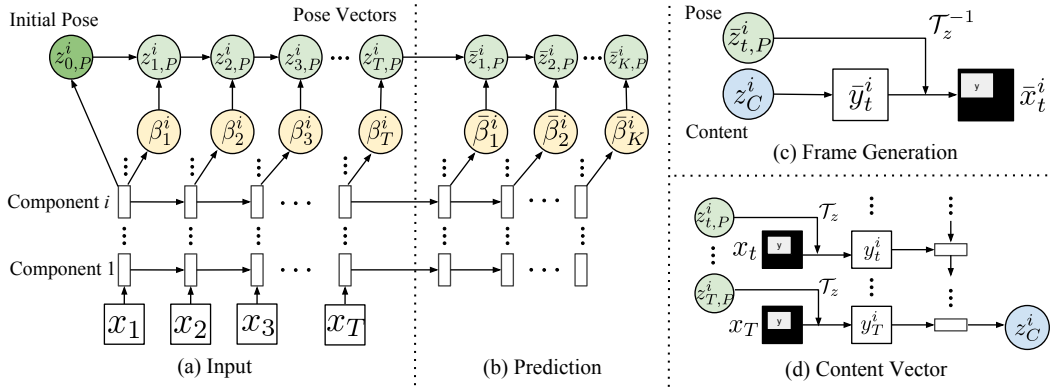 Initial Pose
Pose Vectors
z^i_{0,P} z^i_{1,P} z^i_{2,P} z^i_{3,P} ... z^i_{T,P} z̄^i_{1,P} z̄^i_{2,P} ... z̄^i_{K,P}
β^i_1 β^i_2 β^i_3 β^i_T β̄^i_1 β̄^i_2 β̄^i_K
Component i
Component 1
x_1 x_2 x_3 x_T
(a) Input
(b) Prediction
Pose
z̄^i_{t,P}
T_z^{-1}
z^i_C
ȳ^i_t
y
x̄^i_t
Content
(c) Frame Generation
z^i_{t,P}
T_z
x_t
y
y^i_t
z^i_{T,P}
T_z
x_T
y
y^i_T
z^i_C
(d) Content Vector